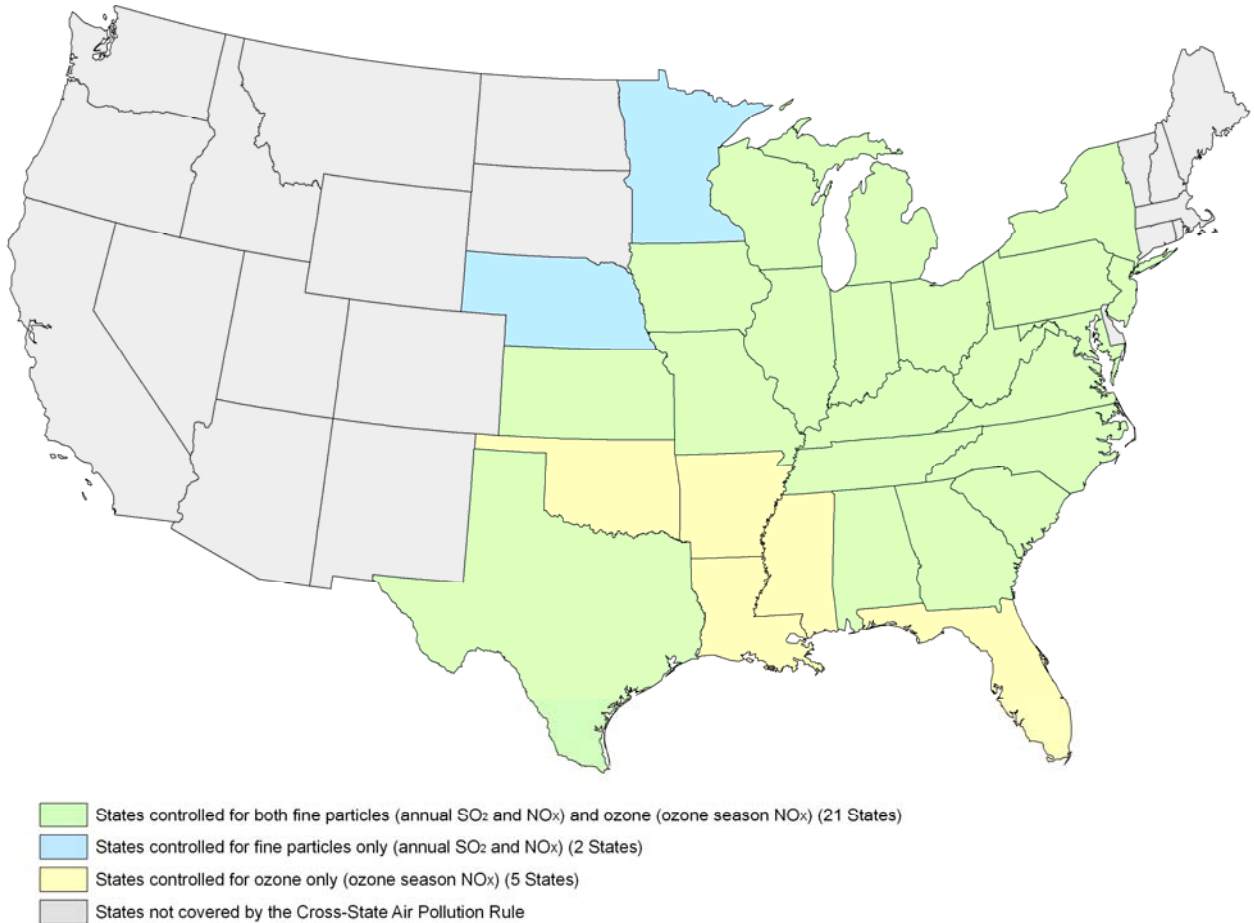 States controlled for both fine particles (annual SO₂ and NOx) and ozone (ozone season NOx) (21 States)
States controlled for fine particles only (annual SO₂ and NOx) (2 States)
States controlled for ozone only (ozone season NOx) (5 States)
States not covered by the Cross-State Air Pollution Rule